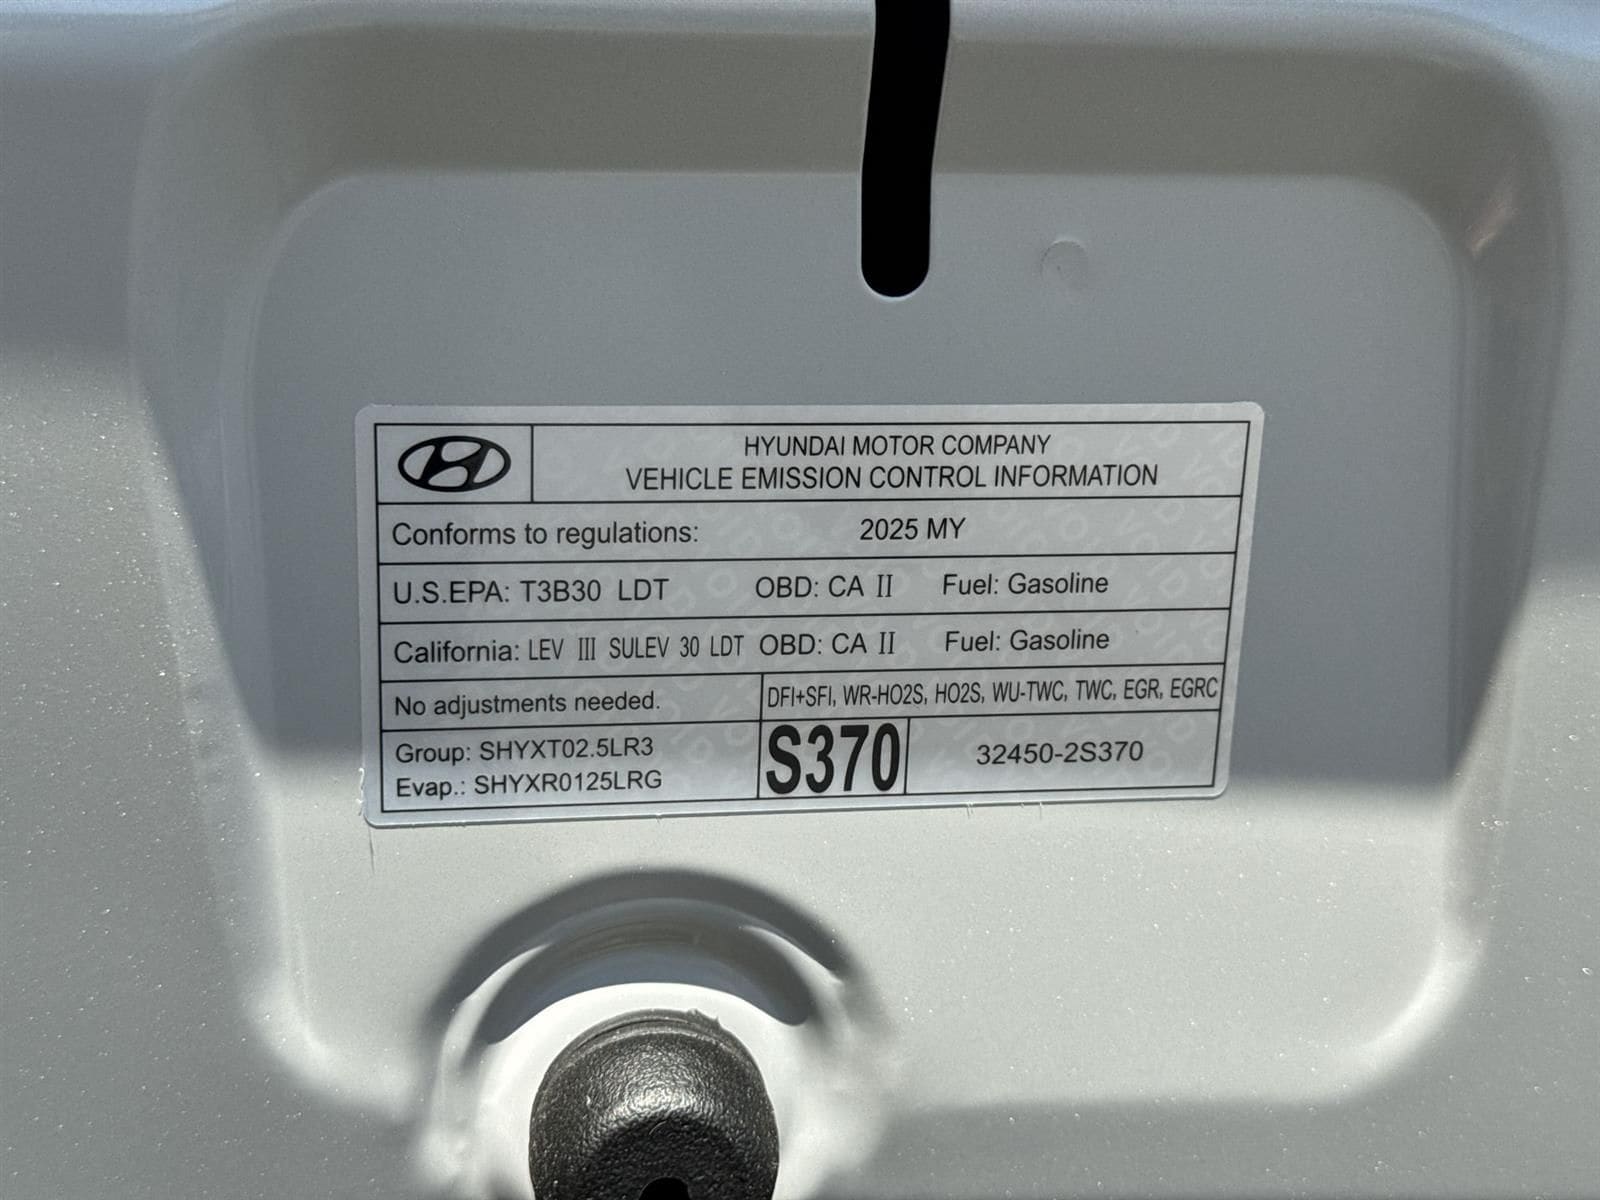 HYUNDAI MOTOR COMPANY
VEHICLE EMISSION CONTROL INFORMATION
Conforms to regulations: 2025 MY
U.S.EPA: T3B30 LDT OBD: CA II Fuel: Gasoline
California: LEV III SULEV 30 LDT OBD: CA II Fuel: Gasoline
No adjustments needed. DFI+SFI, WR-HO2S, HO2S, WU-TWC, TWC, EGR, EGRC
Group: SHYXT02.5LR3
Evap.: SHYXR0125LRG
S370
32450-2S370